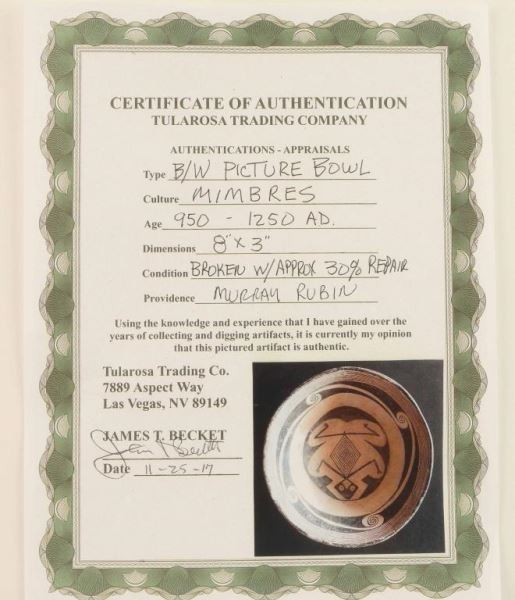 CERTIFICATE OF AUTHENTICATION
TULAROSA TRADING COMPANY
AUTHENTICATIONS - APPRAISALS
Type B/W PICTURE BOWL
Culture MIMBRES
Age 950 - 1250 AD.
Dimensions 8" X 3"
Condition BROKEN W/APPROX 30% REPAIR
Providence MURRAY RUBIN
Using the knowledge and experience that I have gained over the
years of collecting and digging artifacts, it is currently my opinion
that this pictured artifact is authentic.
Tularosa Trading Co.
7889 Aspect Way
Las Vegas, NV 89149
JAMES T. BECKET
Date 11-25-17